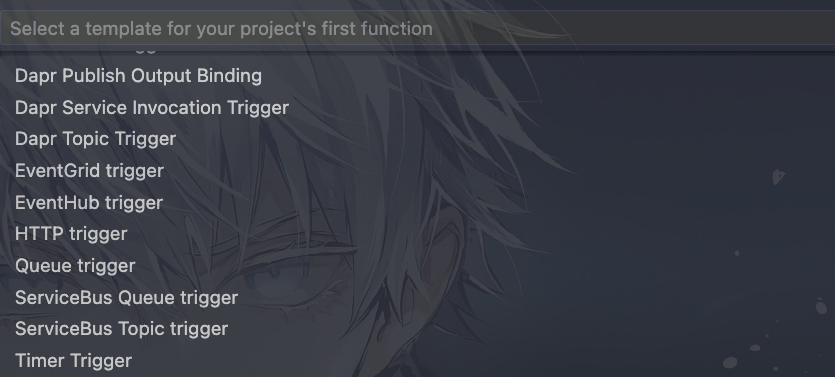 Select a template for your project's first function
Dapr Publish Output Binding
Dapr Service Invocation Trigger
Dapr Topic Trigger
EventGrid trigger
EventHub trigger
HTTP trigger
Queue trigger
ServiceBus Queue trigger
ServiceBus Topic trigger
Timer Trigger